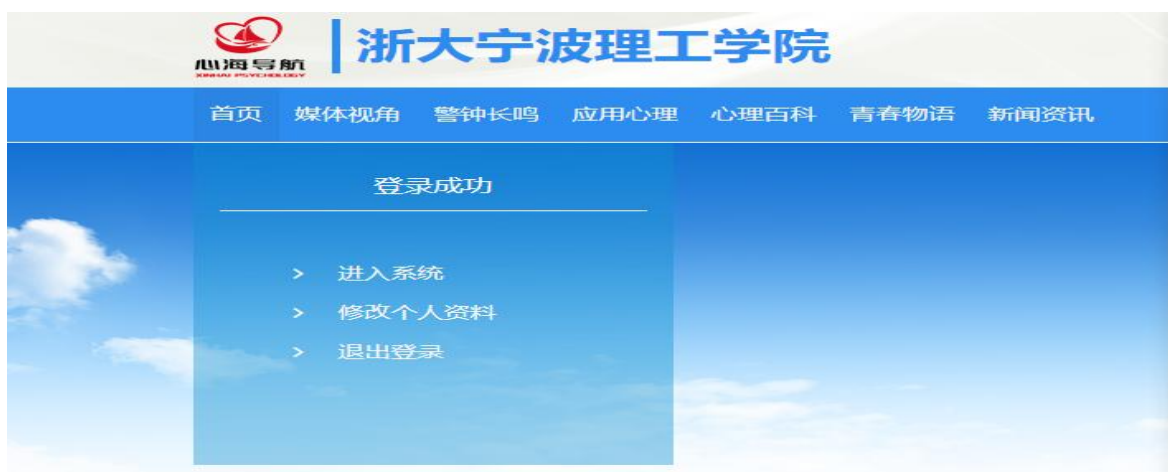 心海导航
XINHAI PSYCHOLOGY
浙大宁波理工学院
首页 媒体视角 警钟长鸣 应用心理 心理百科 青春物语 新闻资讯
登录成功
> 进入系统
> 修改个人资料
> 退出登录